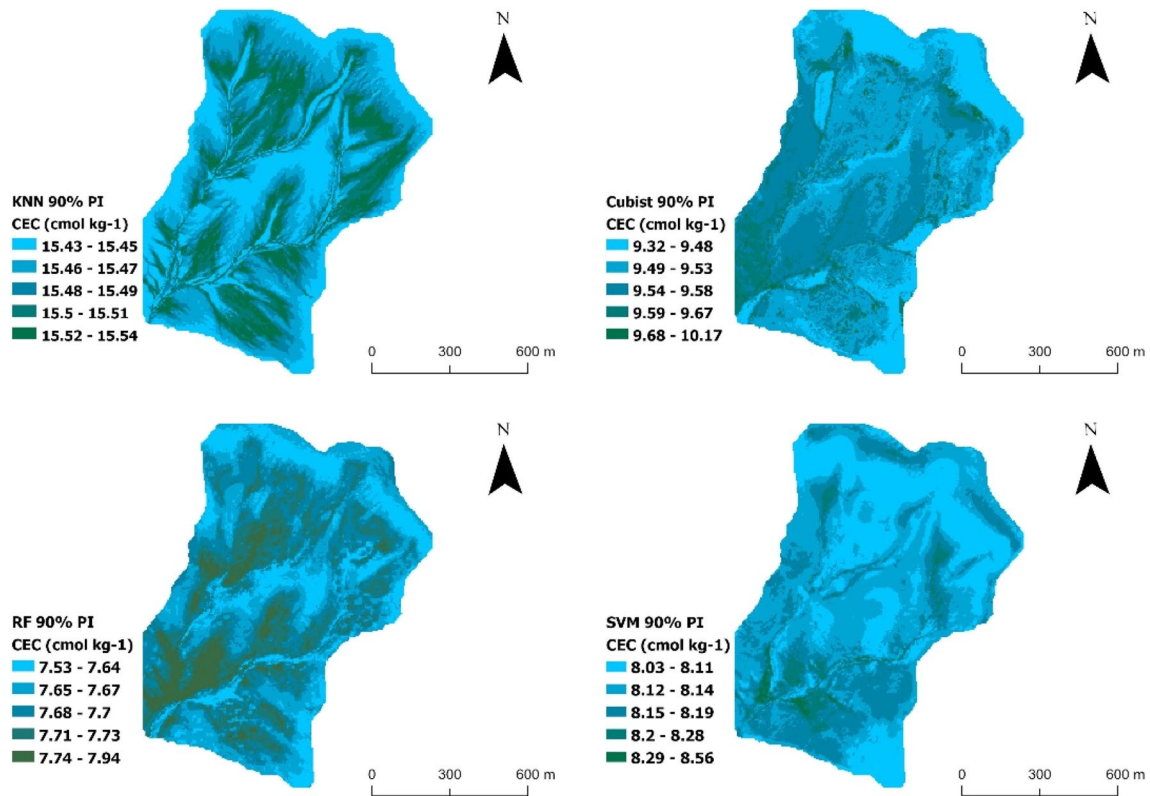 N
KNN 90% PI
CEC (cmol kg-1)
15.43 - 15.45
15.46 - 15.47
15.48 - 15.49
15.5 - 15.51
15.52 - 15.54
0 300 600 m
N
Cubist 90% PI
CEC (cmol kg-1)
9.32 - 9.48
9.49 - 9.53
9.54 - 9.58
9.59 - 9.67
9.68 - 10.17
0 300 600 m
N
RF 90% PI
CEC (cmol kg-1)
7.53 - 7.64
7.65 - 7.67
7.68 - 7.7
7.71 - 7.73
7.74 - 7.94
0 300 600 m
N
SVM 90% PI
CEC (cmol kg-1)
8.03 - 8.11
8.12 - 8.14
8.15 - 8.19
8.2 - 8.28
8.29 - 8.56
0 300 600 m